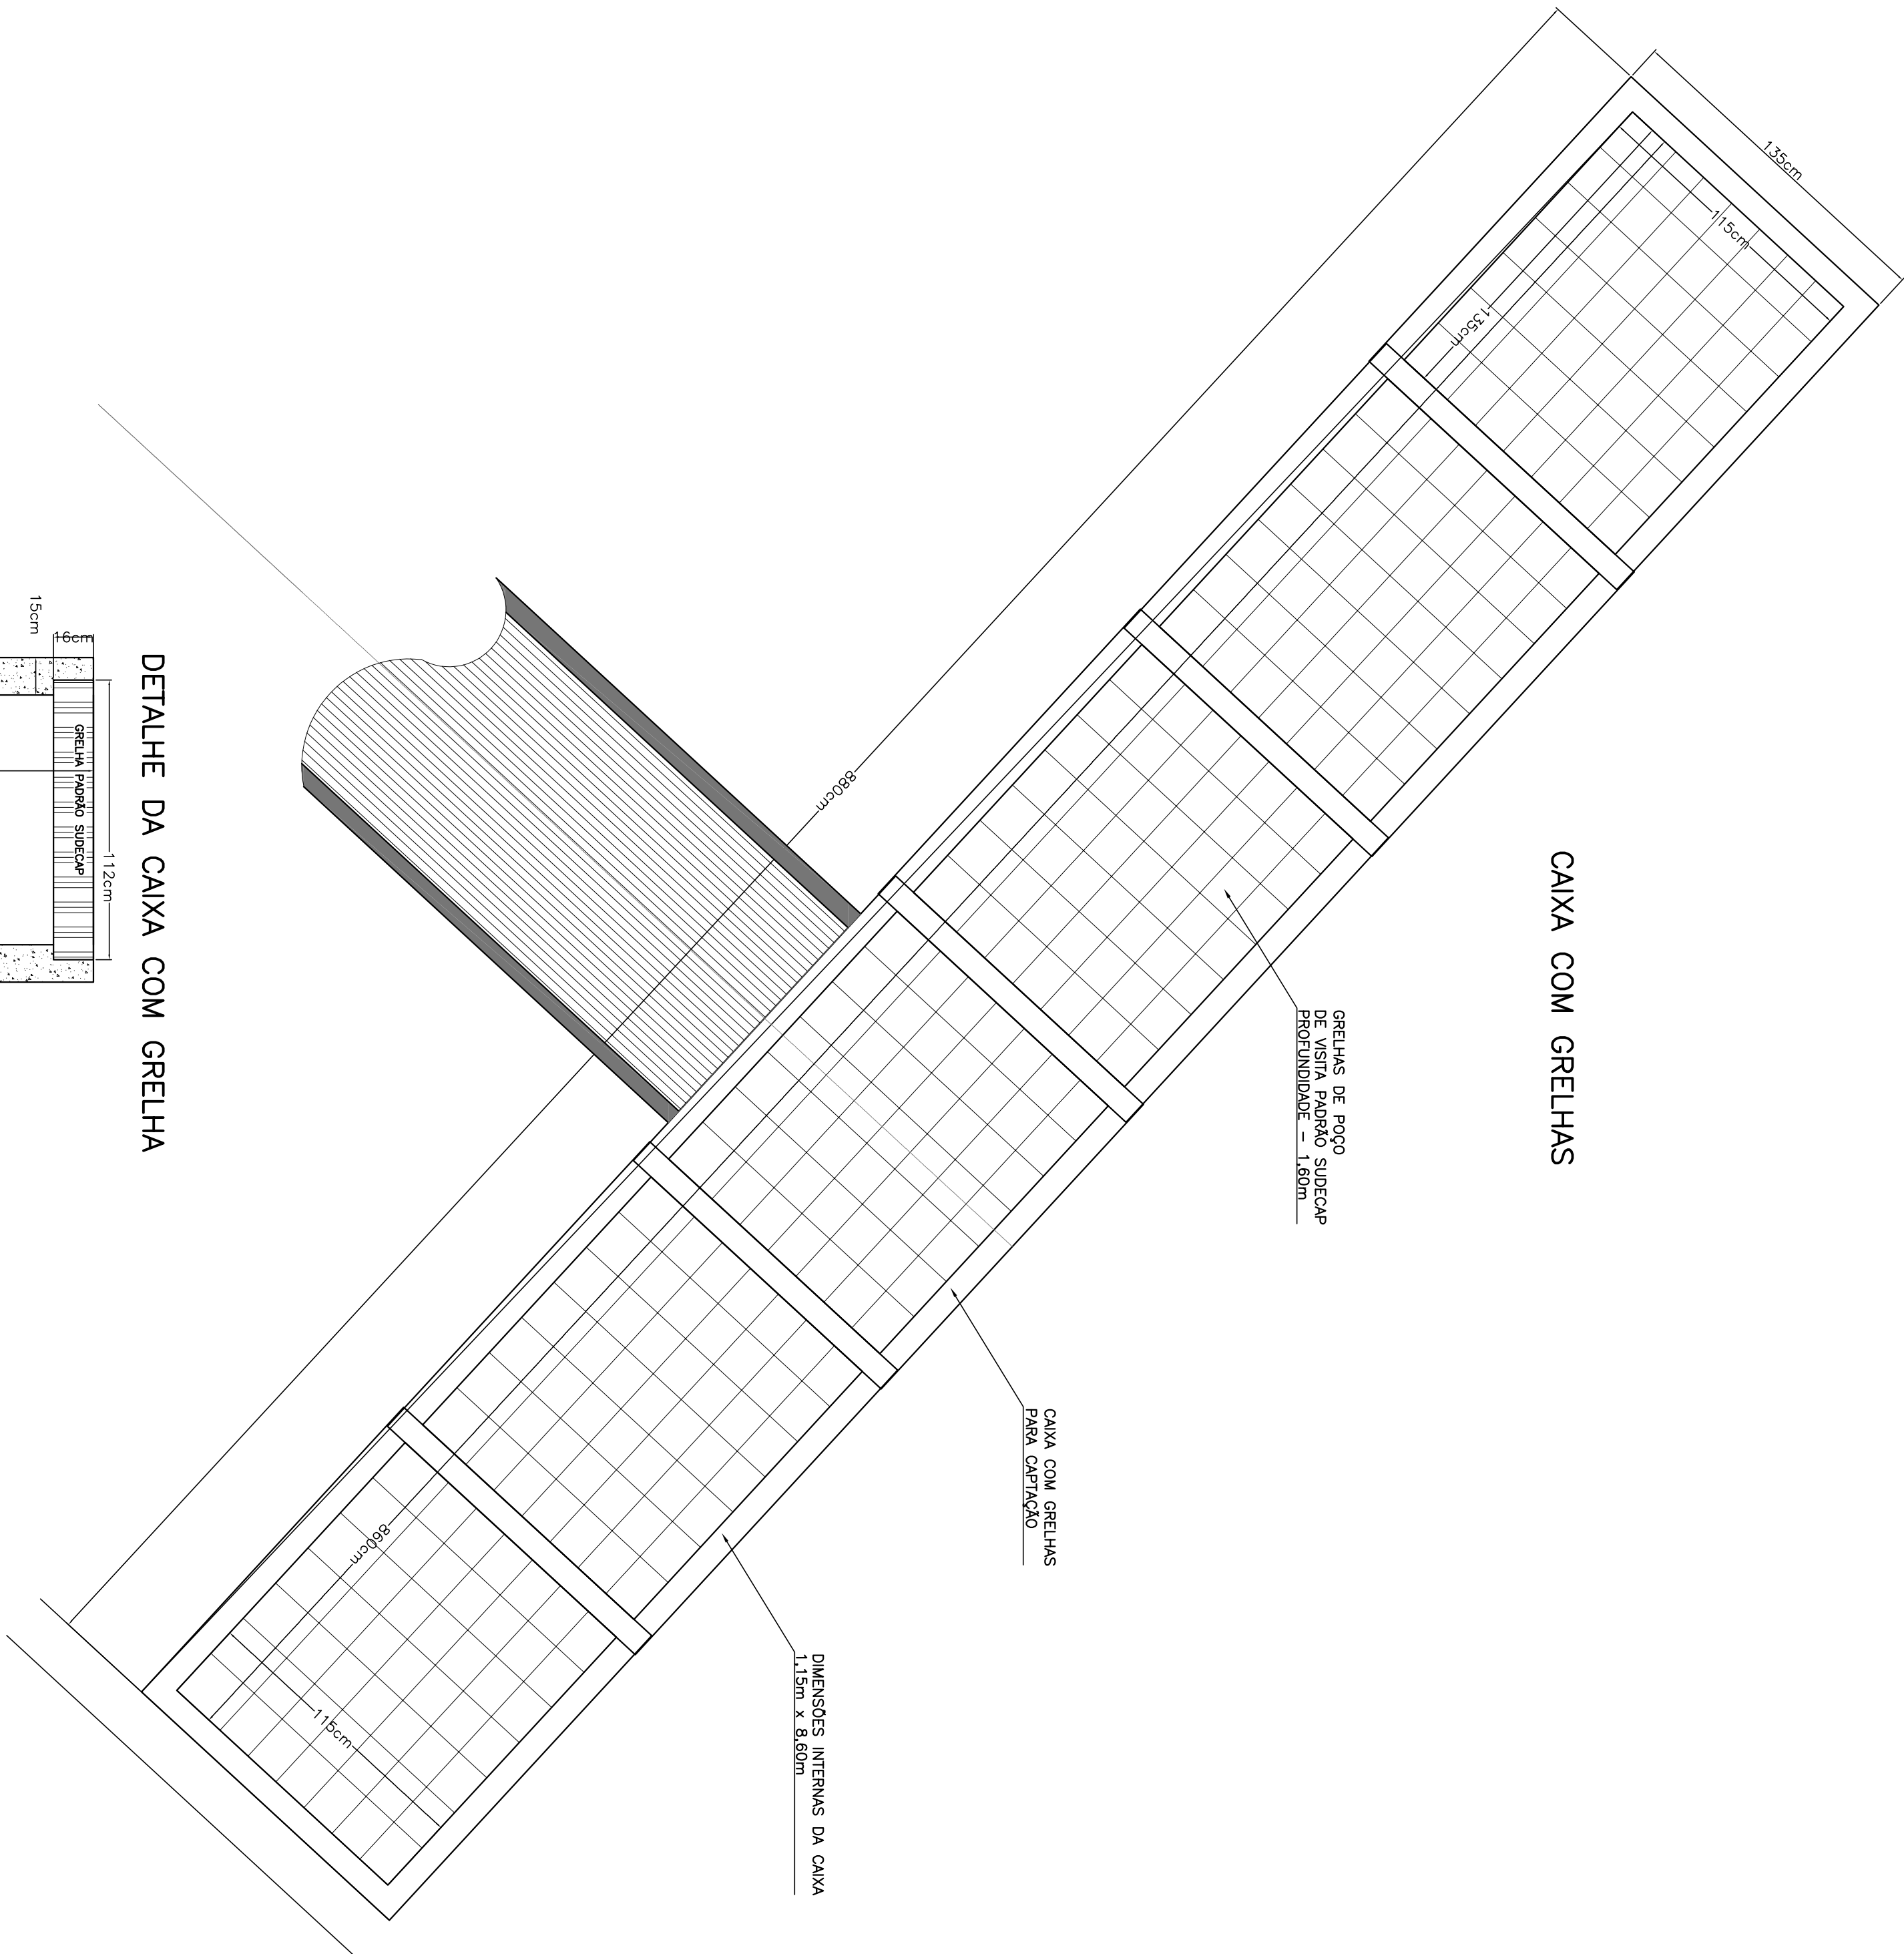 CAIXA COM GRELHAS
135cm
115cm
135cm
880cm
GRELHAS DE POÇO
DE VISITA PADRÃO SUDECAP
PROFUNDIDADE - 1,60m
CAIXA COM GRELHAS
PARA CAPTAÇÃO
DIMENSÕES INTERNAS DA CAIXA
1,15m x 8,60m
860cm
115cm
DETALHE DA CAIXA COM GRELHA
112cm
GRELHA PADRÃO SUDECAP
16cm
15cm